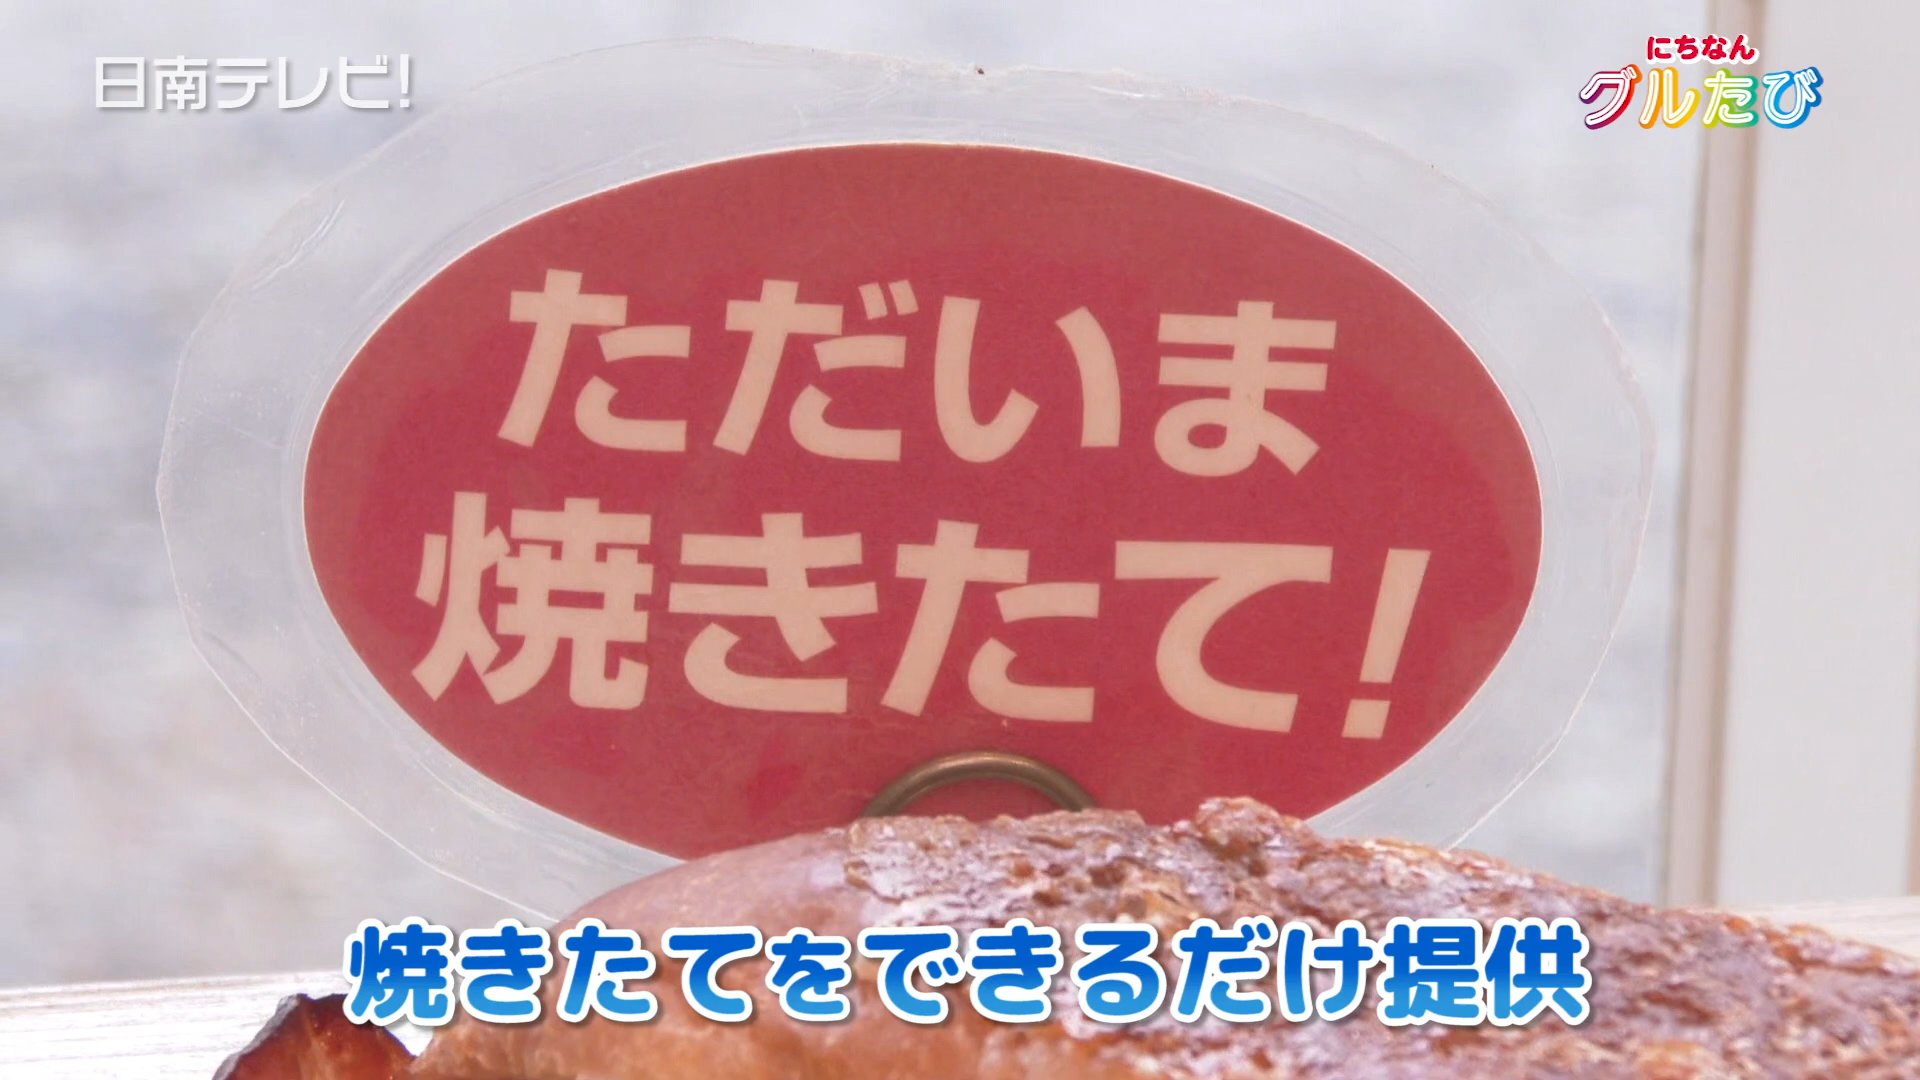 日南テレビ!
にちなん
グルたび
ただいま
焼きたて!
焼きたてをできるだけ提供